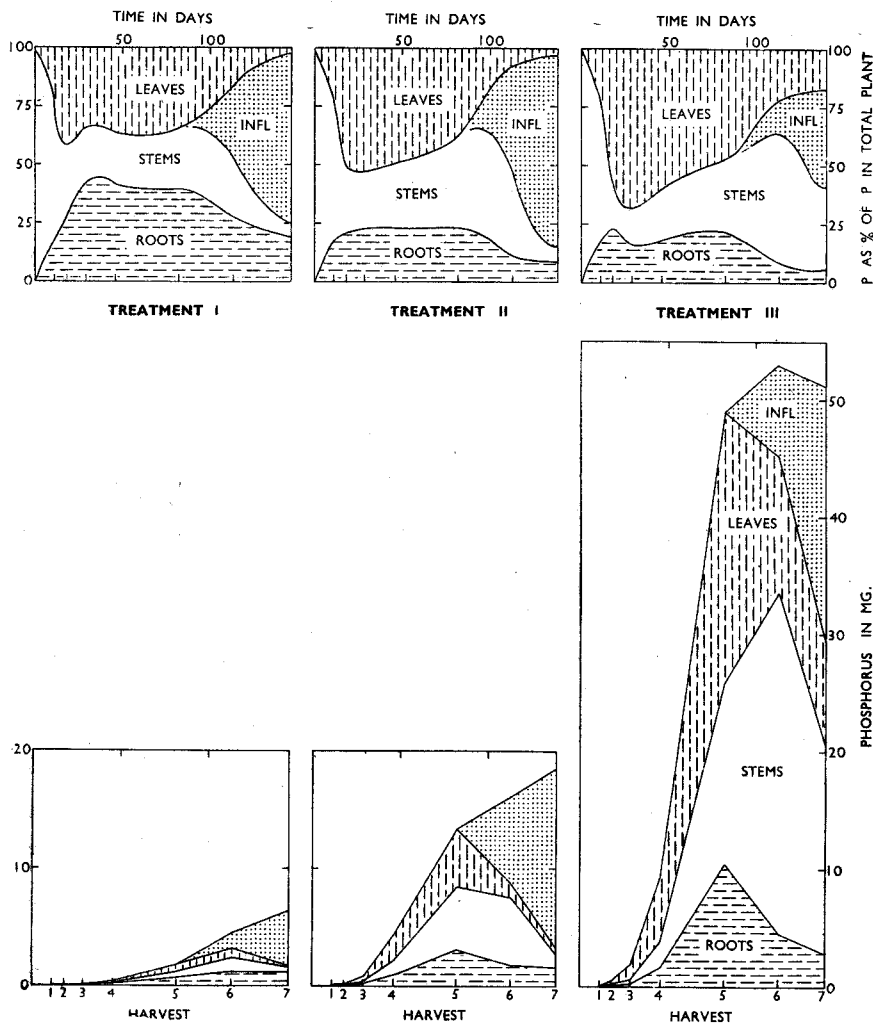 TIME IN DAYS
TIME IN DAYS
TIME IN DAYS
50 100
50 100
50 100
100
75
50
25
0
LEAVES
INFL
STEMS
ROOTS
LEAVES
INFL
STEMS
ROOTS
LEAVES
INFL
STEMS
ROOTS
100
75
50
25
0
P AS % OF P IN TOTAL PLANT
TREATMENT I
TREATMENT II
TREATMENT III
20
10
0
1 2 3 4 5 6 7
HARVEST
1 2 3 4 5 6 7
HARVEST
INFL
LEAVES
STEMS
ROOTS
50
40
30
20
10
0
PHOSPHORUS IN MG.
1 2 3 4 5 6 7
HARVEST